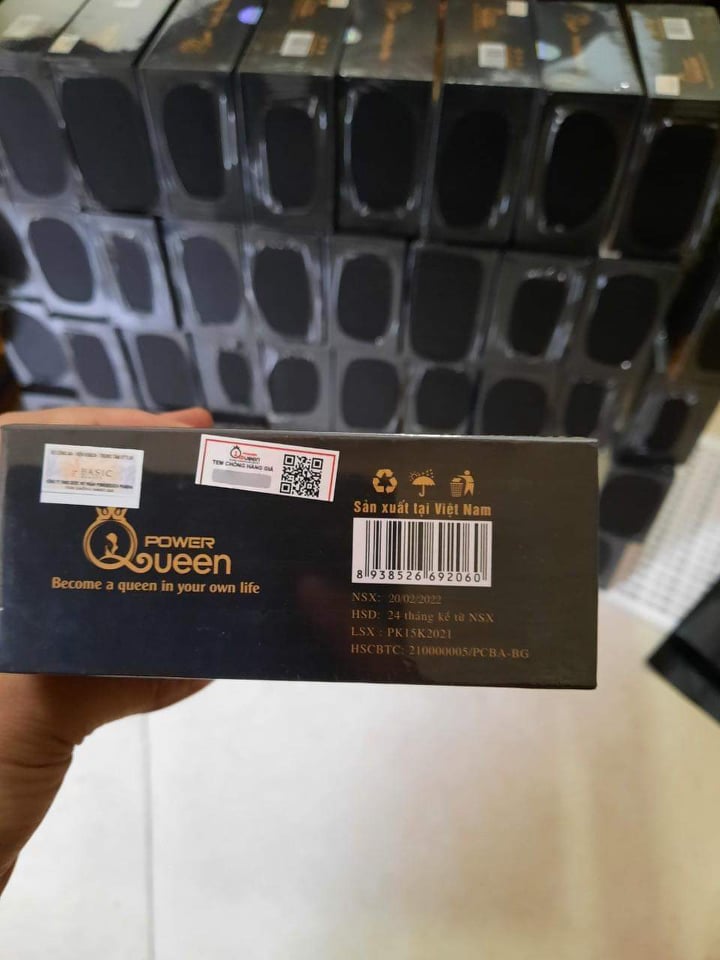 BASIC
TEM CHỐNG HÀNG GIẢ
POWER
Queen
Become a queen in your own life
Sản xuất tại Việt Nam
8 938526 692060
NSX: 20/02/2022
HSD: 24 tháng kể từ NSX
LSX : PK15K2021
HSCBTC: 210000005/PCBA-BG